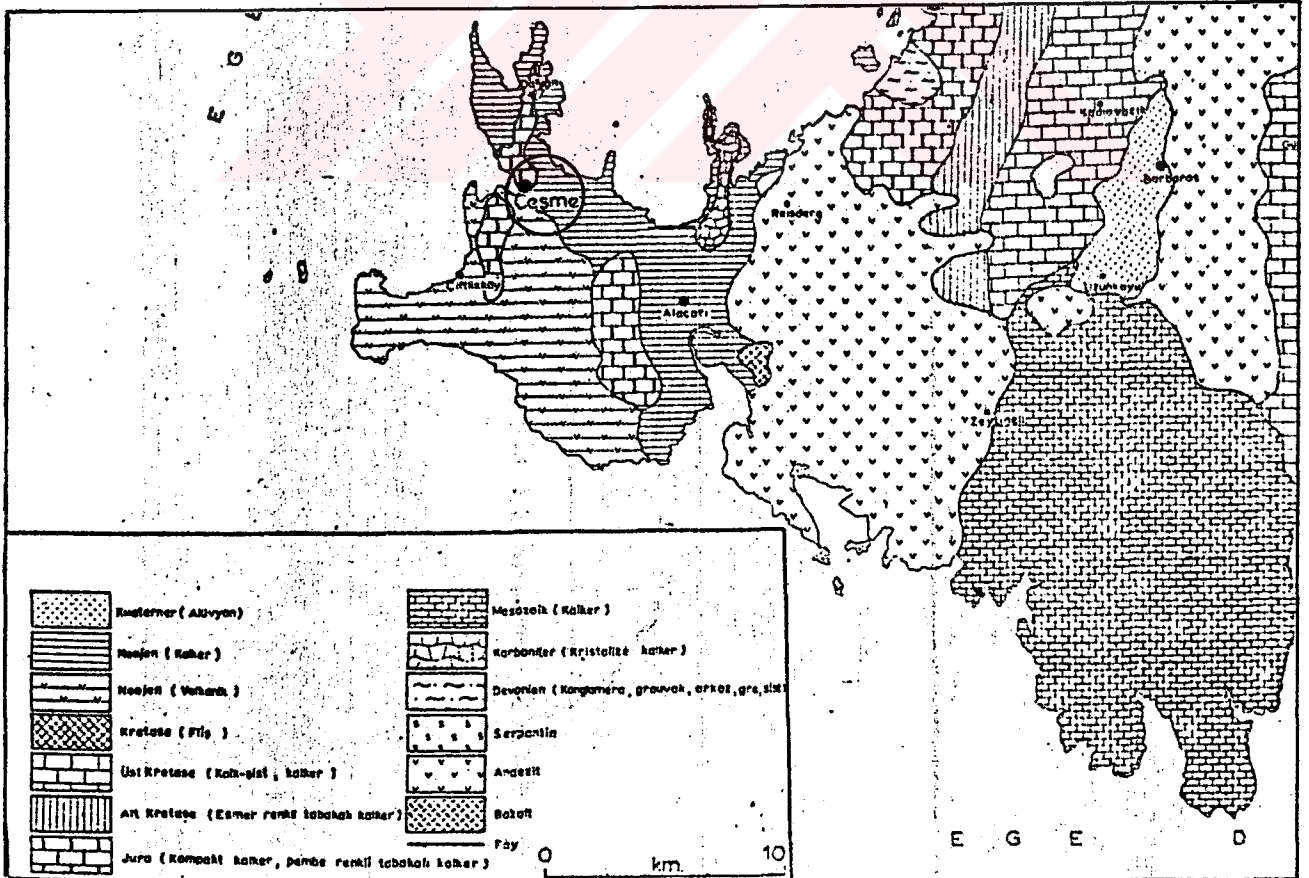 E G E
Çeşme
Çiftlikköy
Alaçatı
Reisdere
Barbaros
Uzunkuyu
Zeytineli
E G E D
Kuaterner ( Alüvyon)
Neojen ( Kalker )
Neojen ( Volkanik )
Kretase ( Fliş )
Üst Kretase ( Kalk-şist , kalker )
Alt Kretase ( Esmer renkli tabakalı kalker )
Jura ( Kompakt kalker , pembe renkli tabakalı kalker )
Mesozoik ( Kalker )
Karbonifer ( Kristalize kalker )
Devonien ( Konglomera , grauvak , arkoz , gre, şist)
Serpantin
Andezit
Bazalt
Fay
0 km. 10